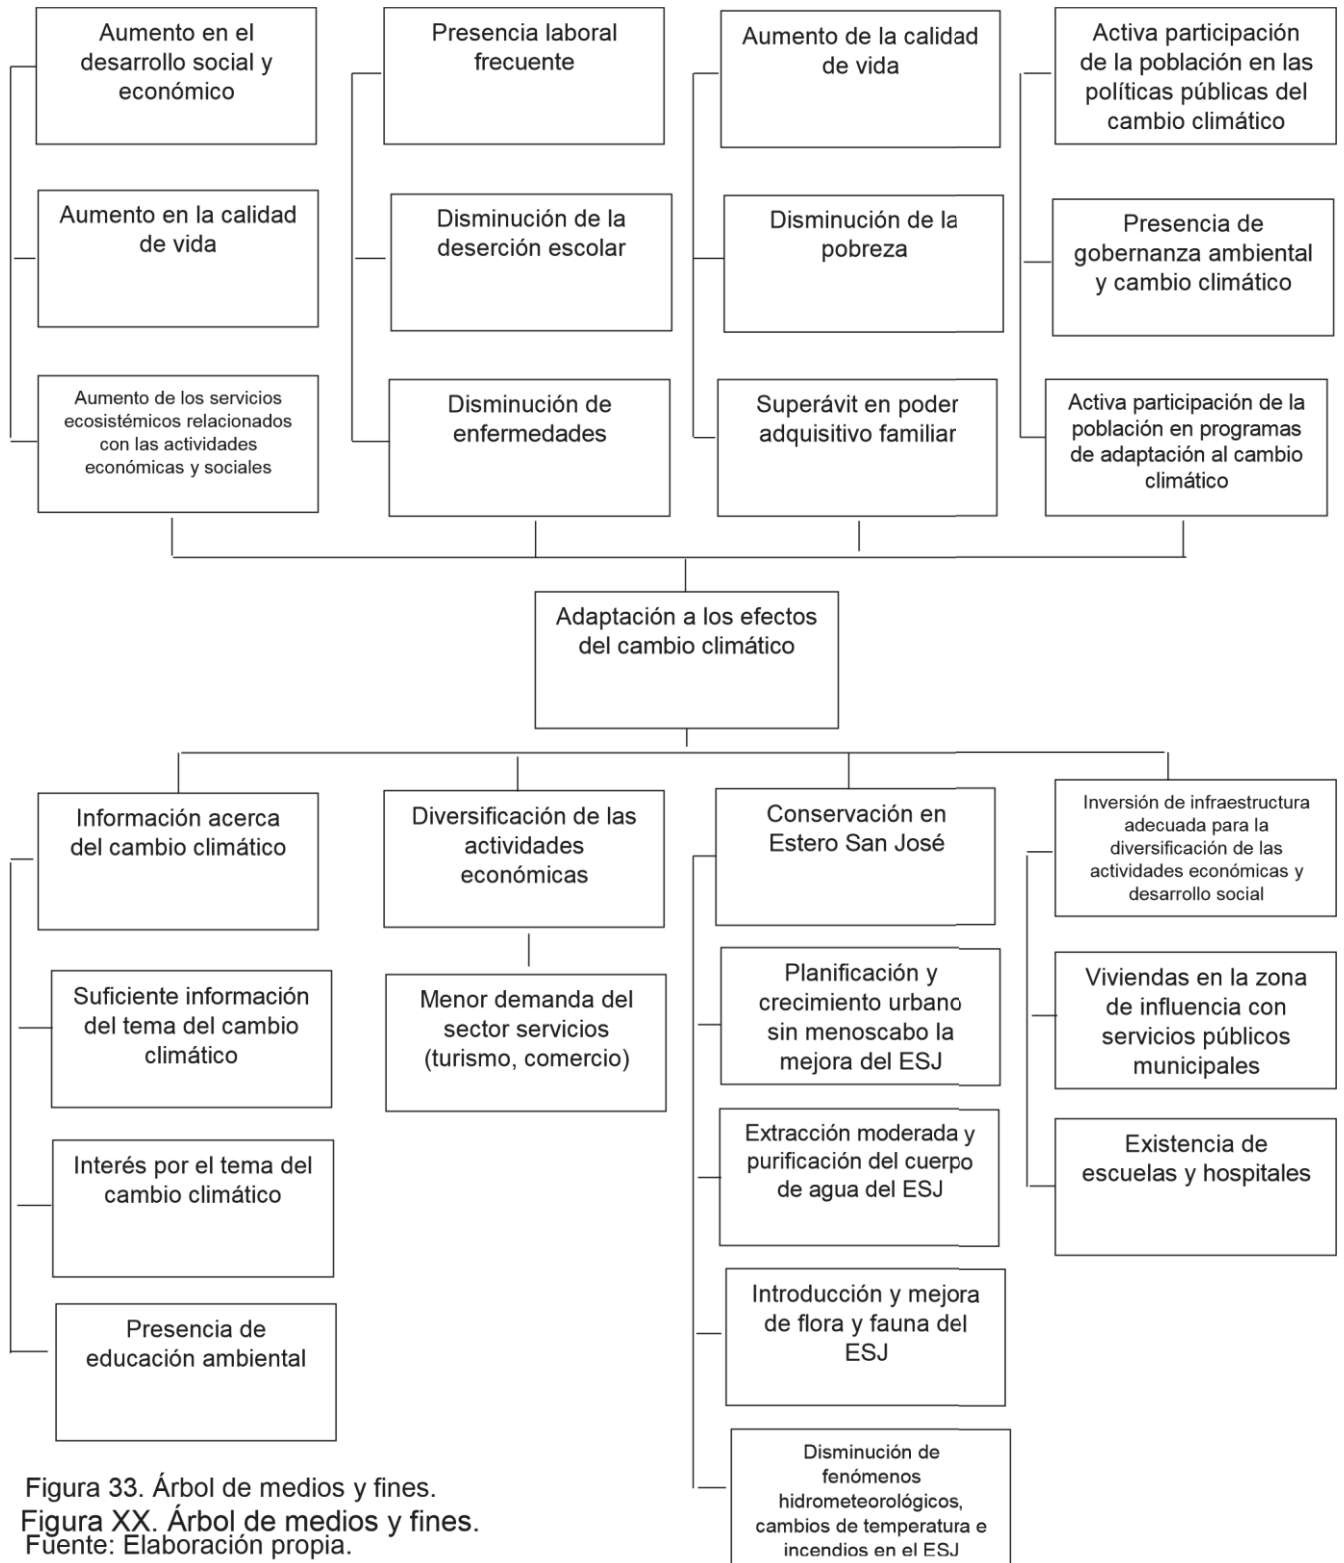 Aumento en el
desarrollo social y
económico
Presencia laboral
frecuente
Aumento de la calidad
de vida
Activa participación
de la población en las
políticas públicas del
cambio climático
Aumento en la calidad
de vida
Disminución de la
deserción escolar
Disminución de la
pobreza
Presencia de
gobernanza ambiental
y cambio climático
Aumento de los servicios
ecosistémicos relacionados
con las actividades
económicas y sociales
Disminución de
enfermedades
Superávit en poder
adquisitivo familiar
Activa participación de la
población en programas
de adaptación al cambio
climático
Adaptación a los efectos
del cambio climático
Información acerca
del cambio climático
Diversificación de las
actividades
económicas
Conservación en
Estero San José
Inversión de infraestructura
adecuada para la
diversificación de las
actividades económicas y
desarrollo social
Suficiente información
del tema del cambio
climático
Menor demanda del
sector servicios
(turismo, comercio)
Planificación y
crecimiento urbano
sin menoscabo la
mejora del ESJ
Viviendas en la zona
de influencia con
servicios públicos
municipales
Interés por el tema del
cambio climático
Extracción moderada y
purificación del cuerpo
de agua del ESJ
Existencia de
escuelas y hospitales
Presencia de
educación ambiental
Introducción y mejora
de flora y fauna del
ESJ
Disminución de
fenómenos
hidrometeorológicos,
cambios de temperatura e
incendios en el ESJ
Figura 33. Árbol de medios y fines.
Figura XX. Árbol de medios y fines.
Fuente: Elaboración propia.